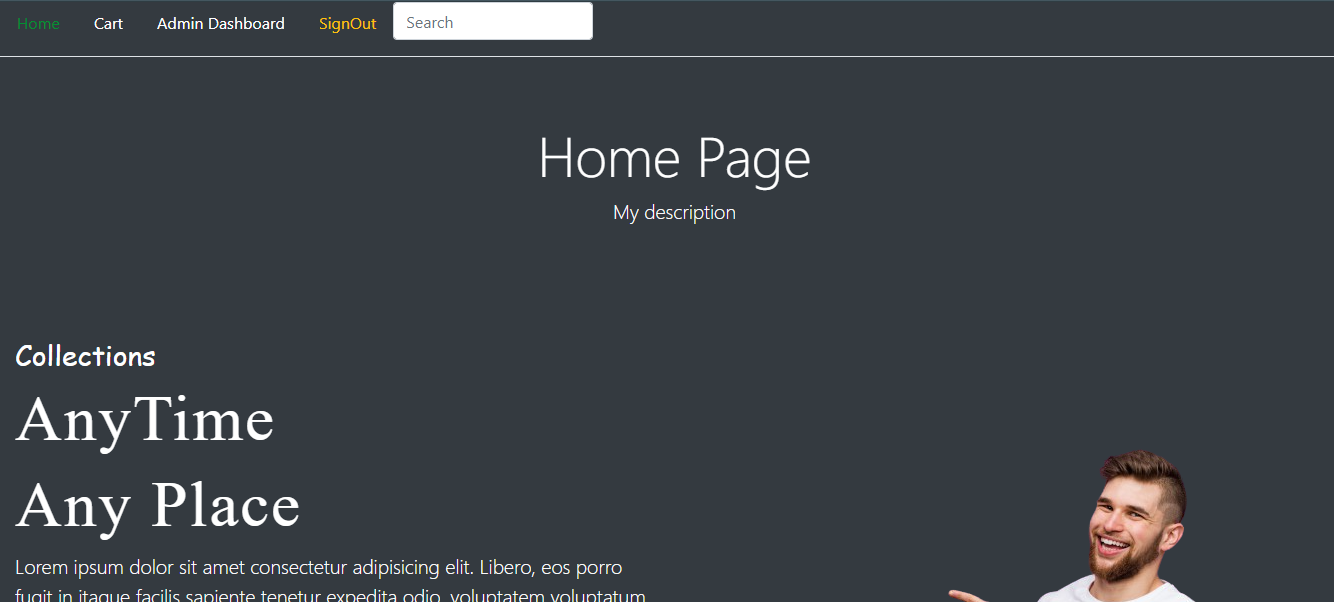 Home Cart Admin Dashboard SignOut Search
Home Page
My description
Collections
AnyTime
Any Place
Lorem ipsum dolor sit amet consectetur adipisicing elit. Libero, eos porro
fugit in itaque facilis sapiente tenetur expedita odio, voluptatem voluptatum